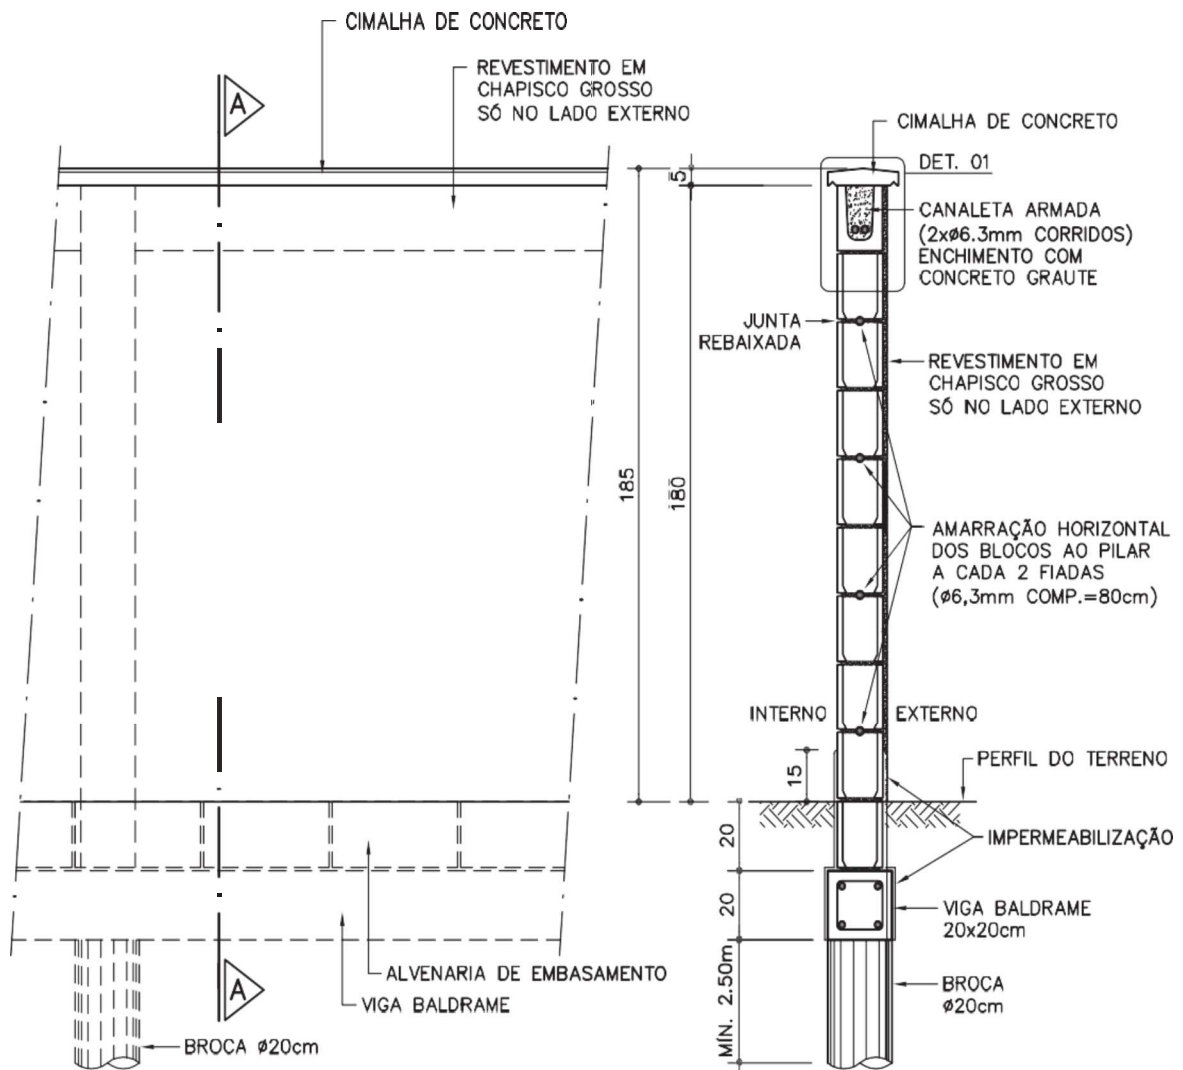 CIMALHA DE CONCRETO
REVESTIMENTO EM
CHAPISCO GROSSO
SÓ NO LADO EXTERNO
A
CIMALHA DE CONCRETO
DET. 01
5
CANALETA ARMADA
(2xø6.3mm CORRIDOS)
ENCHIMENTO COM
CONCRETO GRAUTE
JUNTA
REBAIXADA
REVESTIMENTO EM
CHAPISCO GROSSO
SÓ NO LADO EXTERNO
185
180
AMARRAÇÃO HORIZONTAL
DOS BLOCOS AO PILAR
A CADA 2 FIADAS
(ø6,3mm COMP.=80cm)
INTERNO
EXTERNO
15
PERFIL DO TERRENO
20
IMPERMEABILIZAÇÃO
20
VIGA BALDRAME
20x20cm
ALVENARIA DE EMBASAMENTO
A
VIGA BALDRAME
MÍN. 2.50m
BROCA
ø20cm
BROCA ø20cm